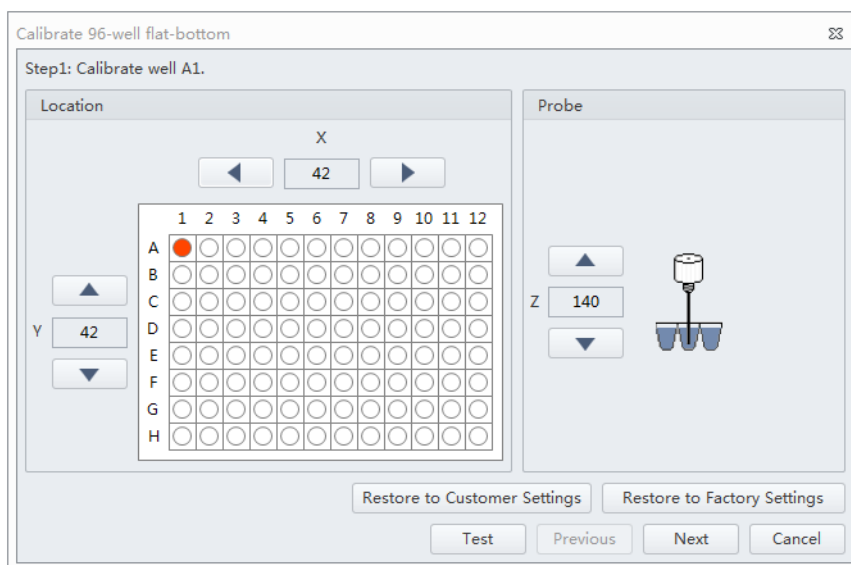 Calibrate 96-well flat-bottom
Step1: Calibrate well A1.
Location
Probe
X
42
1 2 3 4 5 6 7 8 9 10 11 12
A
B
C
D
E
F
G
H
Y 42
Z 140
Restore to Customer Settings Restore to Factory Settings
Test Previous Next Cancel